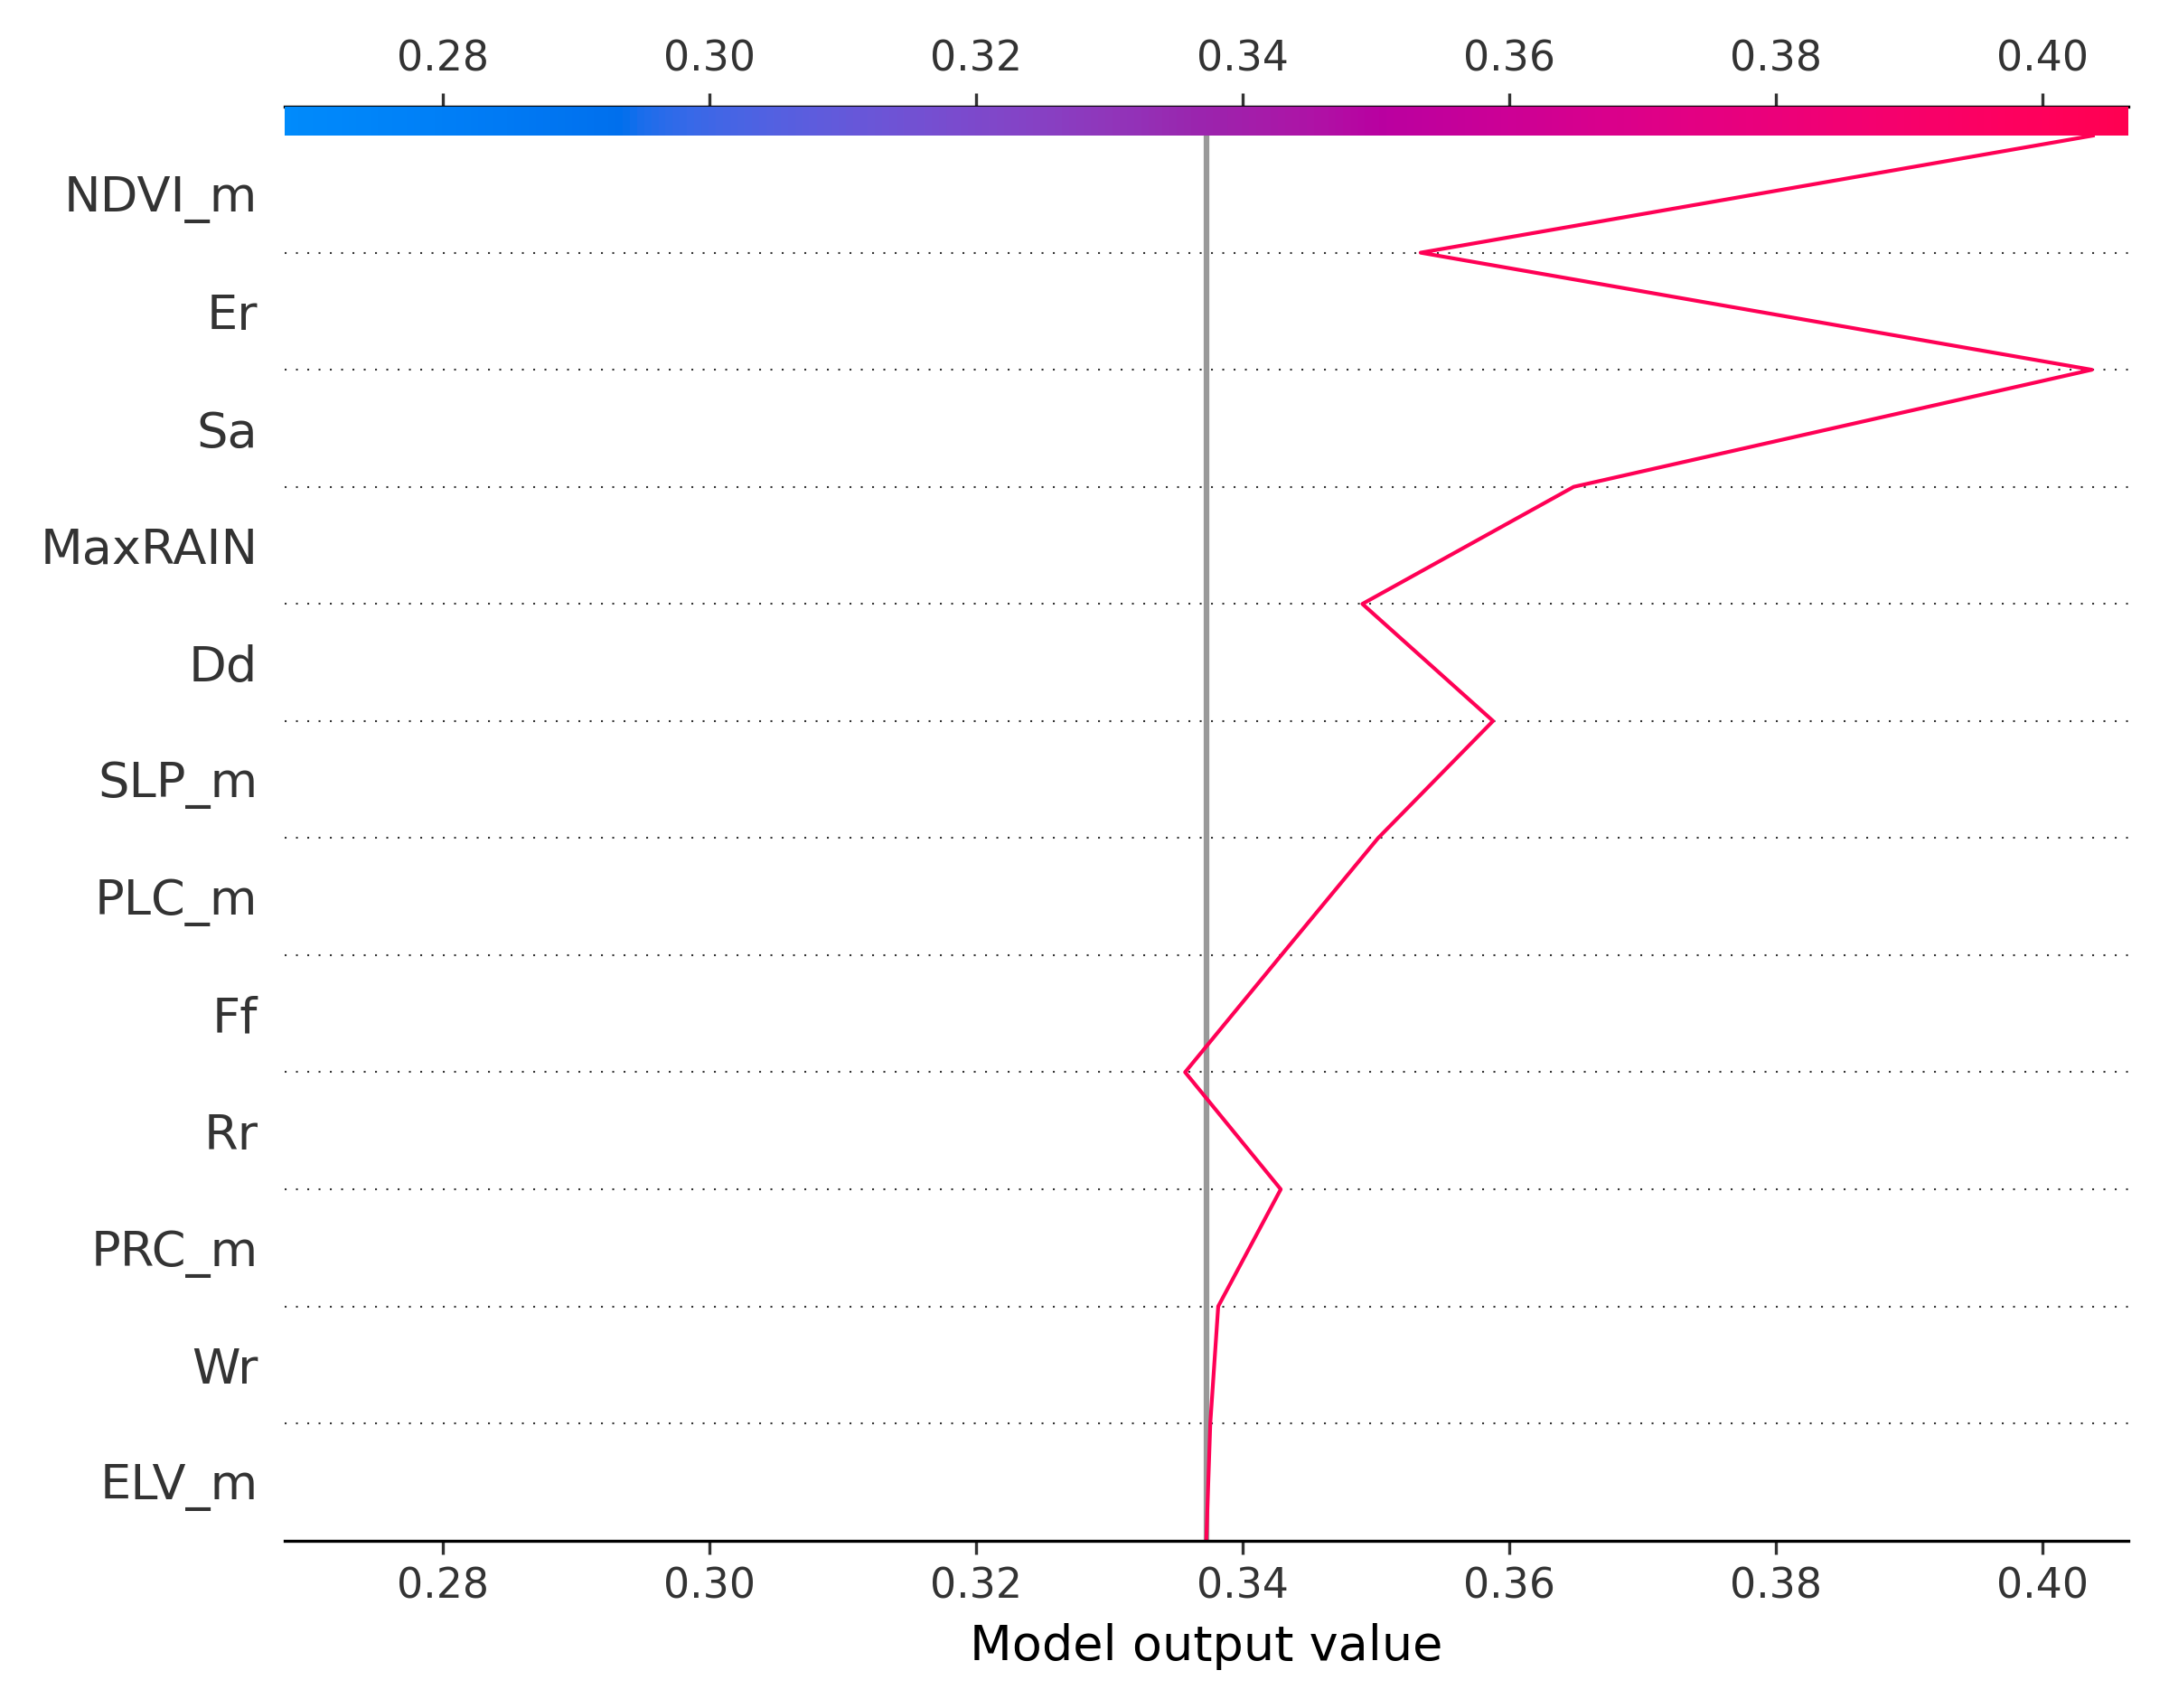 0.28 0.30 0.32 0.34 0.36 0.38 0.40
NDVI_m
Er
Sa
MaxRAIN
Dd
SLP_m
PLC_m
Ff
Rr
PRC_m
Wr
ELV_m
0.28 0.30 0.32 0.34 0.36 0.38 0.40
Model output value